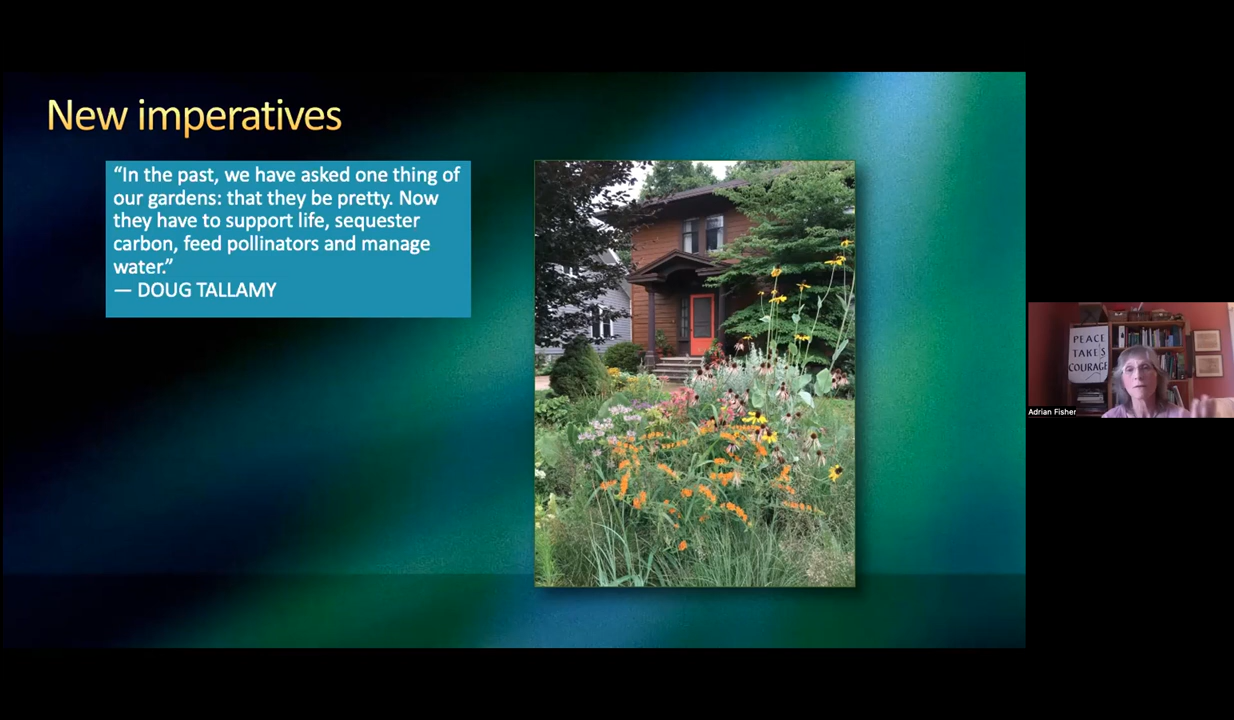 New imperatives
“In the past, we have asked one thing of
our gardens: that they be pretty. Now
they have to support life, sequester
carbon, feed pollinators and manage
water.”
— DOUG TALLAMY
PEACE
TAKES
COURAGE
Adrian Fisher